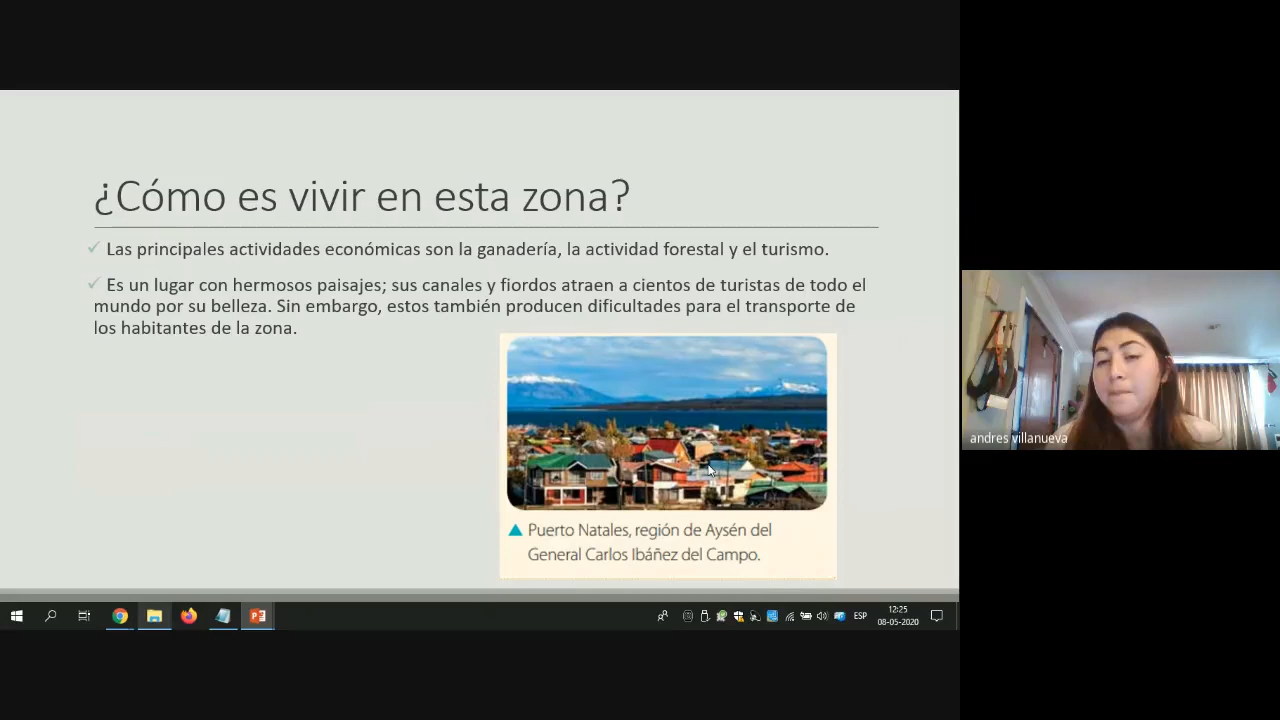 ¿Cómo es vivir en esta zona?
✓ Las principales actividades económicas son la ganadería, la actividad forestal y el turismo.
✓ Es un lugar con hermosos paisajes; sus canales y fiordos atraen a cientos de turistas de todo el
mundo por su belleza. Sin embargo, estos también producen dificultades para el transporte de
los habitantes de la zona.
▲ Puerto Natales, región de Aysén del
General Carlos Ibáñez del Campo.
andres villanueva
ESP
12:25
08-05-2020